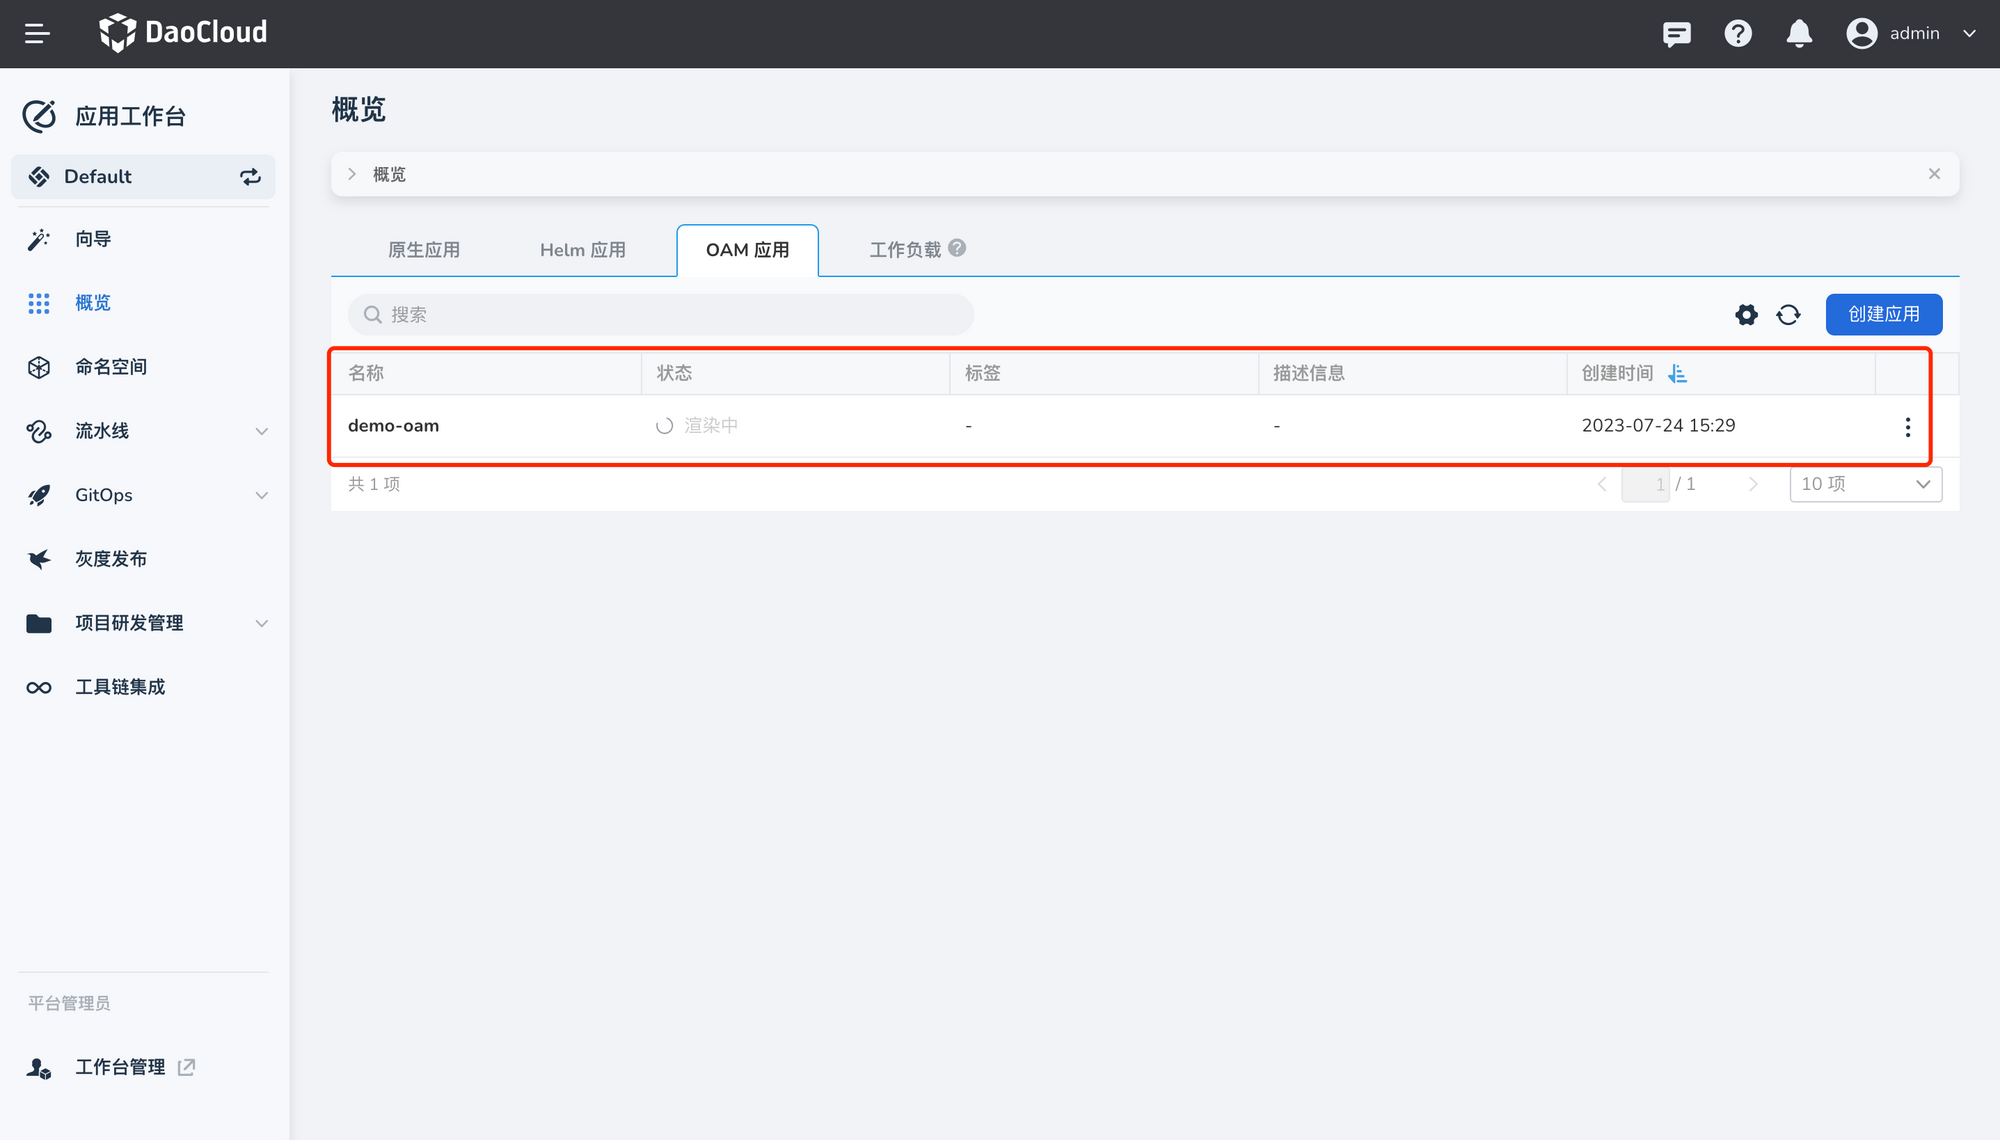 DaoCloud
admin
应用工作台
Default
向导
概览
命名空间
流水线
GitOps
灰度发布
项目研发管理
工具链集成
平台管理员
工作台管理
概览
概览
原生应用 Helm 应用 OAM 应用 工作负载
搜索
创建应用
名称 状态 标签 描述信息 创建时间
demo-oam 渲染中 - - 2023-07-24 15:29
共 1 项
1 / 1
10 项